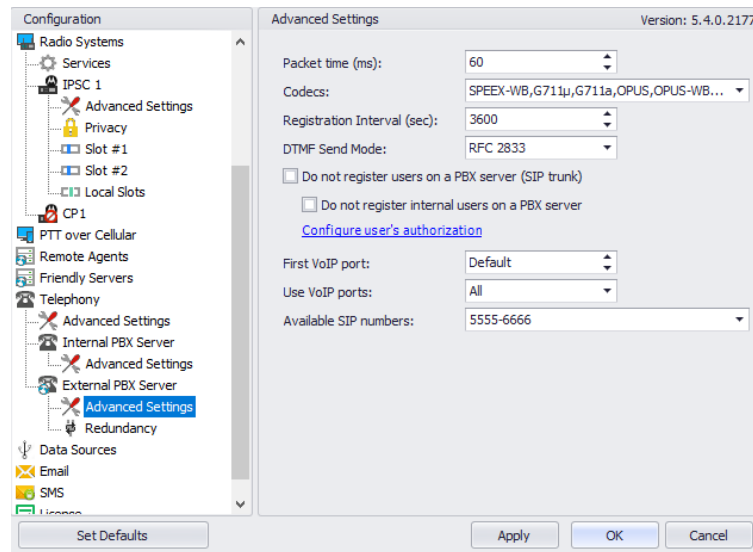 Configuration
Radio Systems
Services
IPSC 1
Advanced Settings
Privacy
Slot #1
Slot #2
Local Slots
CP1
PTT over Cellular
Remote Agents
Friendly Servers
Telephony
Advanced Settings
Internal PBX Server
Advanced Settings
External PBX Server
Advanced Settings
Redundancy
Data Sources
Email
SMS
License
Set Defaults
Advanced Settings Version: 5.4.0.2177
Packet time (ms): 60
Codecs: SPEEX-WB,G711µ,G711a,OPUS,OPUS-WB...
Registration Interval (sec): 3600
DTMF Send Mode: RFC 2833
Do not register users on a PBX server (SIP trunk)
Do not register internal users on a PBX server
Configure user's authorization
First VoIP port: Default
Use VoIP ports: All
Available SIP numbers: 5555-6666
Apply OK Cancel